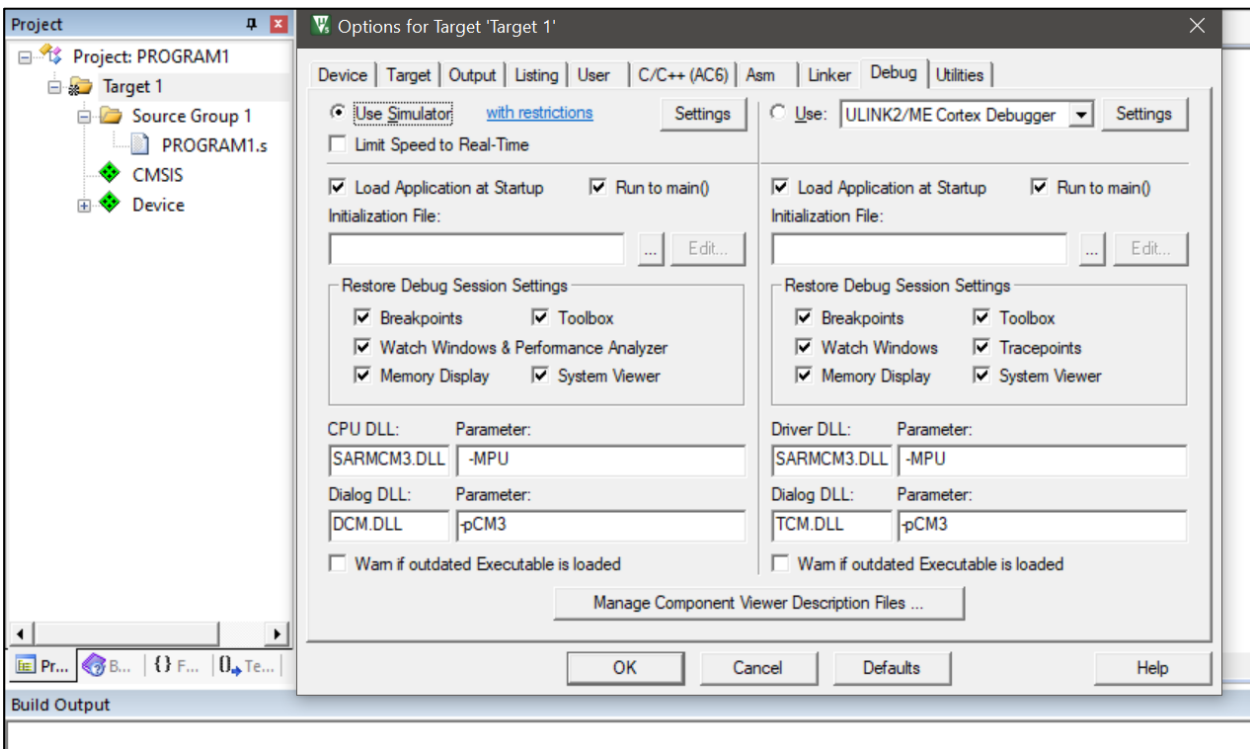 Project
Project: PROGRAM1
Target 1
Source Group 1
PROGRAM1.s
CMSIS
Device
Pr...
B...
{} F...
Te...
Build Output
Options for Target 'Target 1'
Device Target Output Listing User C/C++ (AC6) Asm Linker Debug Utilities
Use Simulator with restrictions Settings
Limit Speed to Real-Time
Load Application at Startup Run to main()
Initialization File:
... Edit...
Restore Debug Session Settings
Breakpoints Toolbox
Watch Windows & Performance Analyzer
Memory Display System Viewer
CPU DLL: Parameter:
SARMCM3.DLL -MPU
Dialog DLL: Parameter:
DCM.DLL -pCM3
Warn if outdated Executable is loaded
Use: ULINK2/ME Cortex Debugger Settings
Load Application at Startup Run to main()
Initialization File:
... Edit...
Restore Debug Session Settings
Breakpoints Toolbox
Watch Windows Tracepoints
Memory Display System Viewer
Driver DLL: Parameter:
SARMCM3.DLL -MPU
Dialog DLL: Parameter:
TCM.DLL -pCM3
Warn if outdated Executable is loaded
Manage Component Viewer Description Files ...
OK Cancel Defaults Help